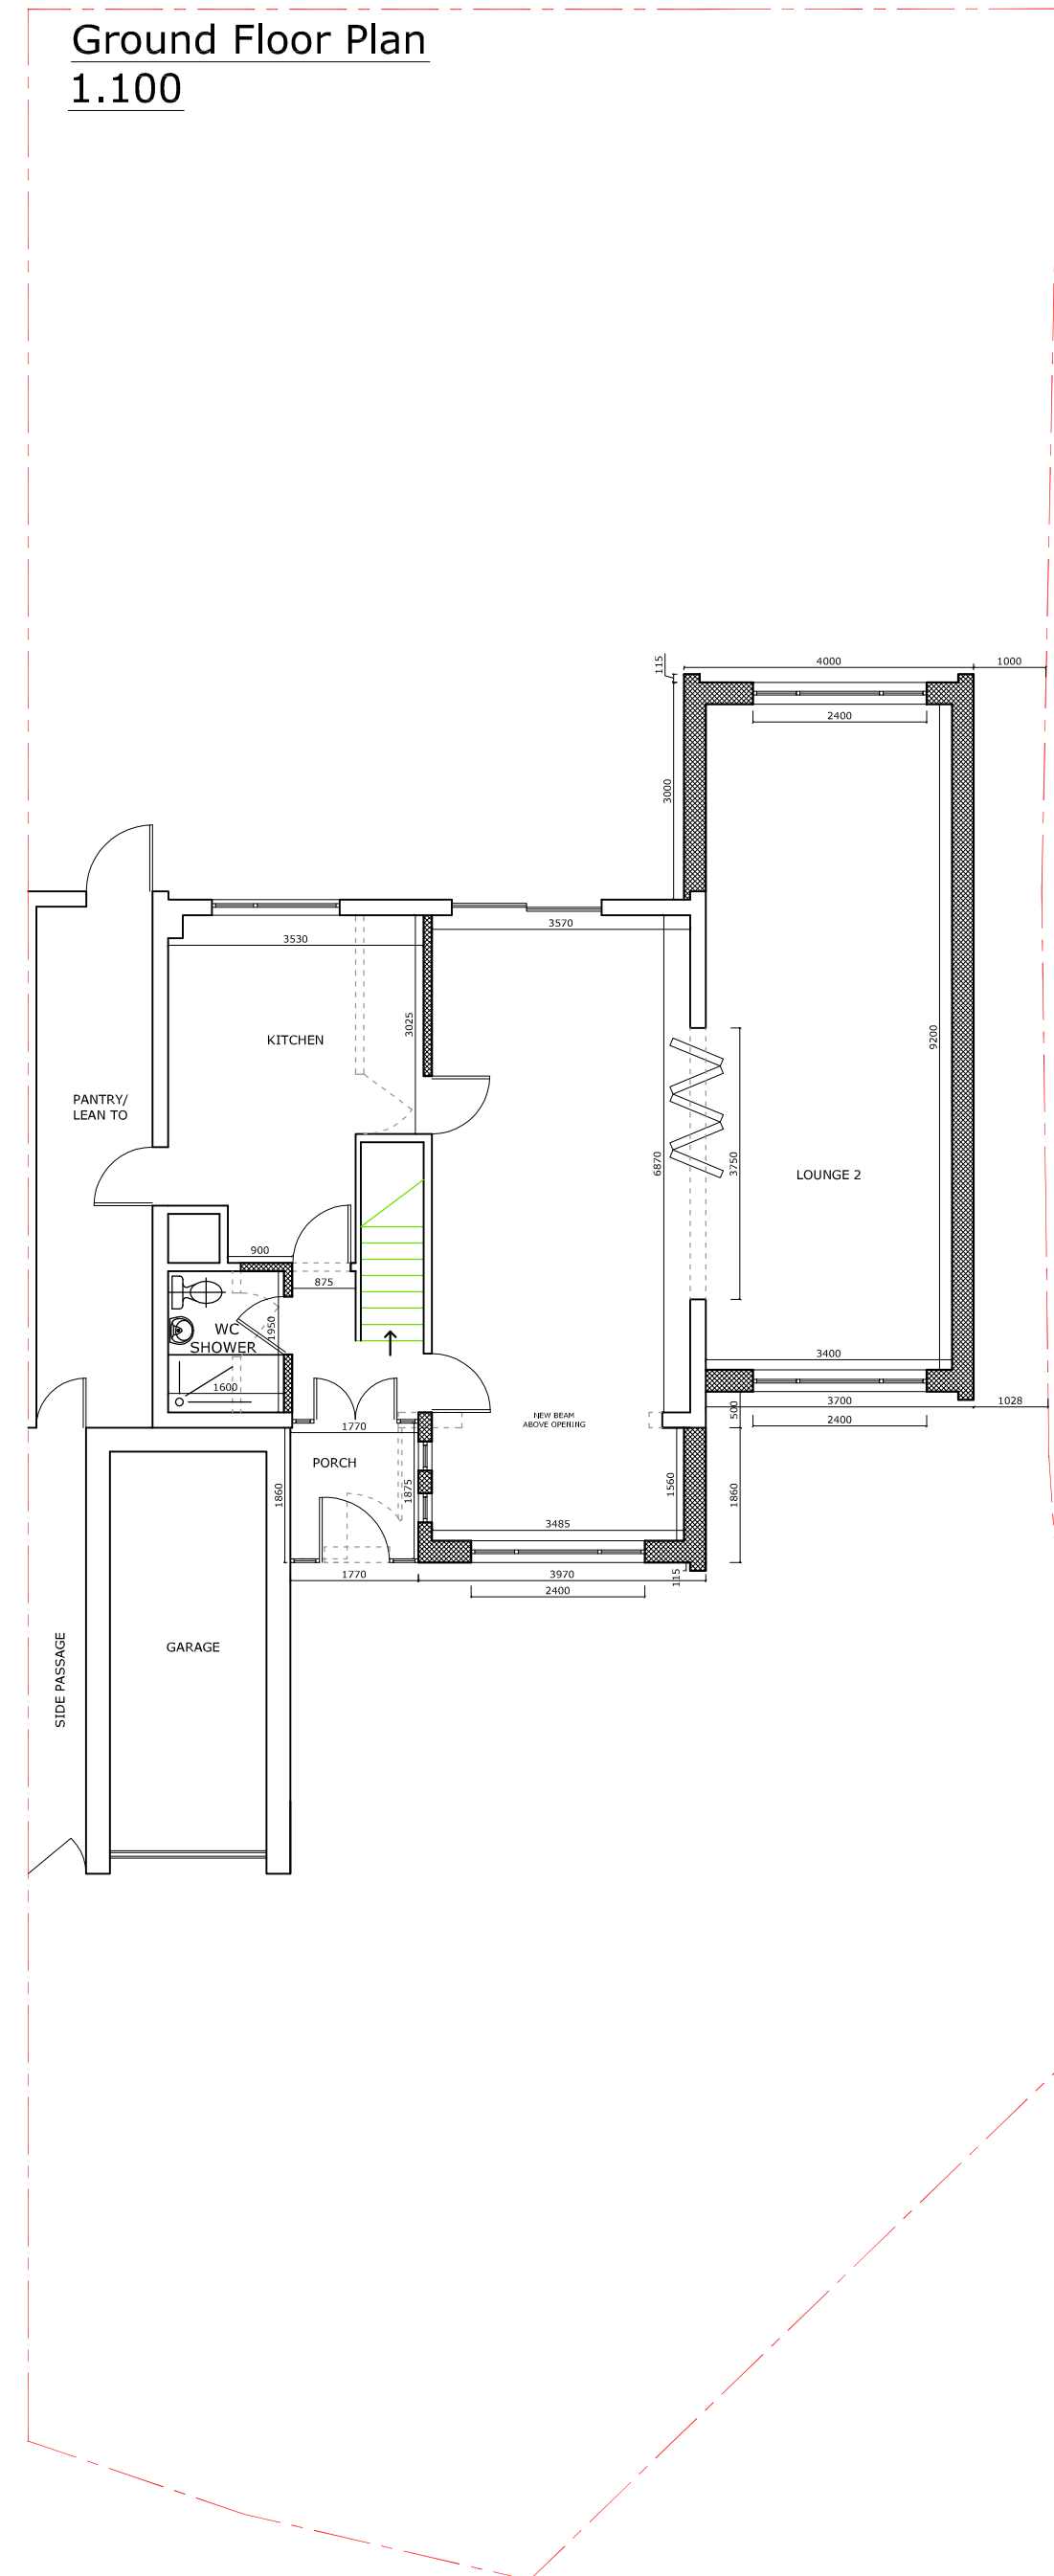 Ground Floor Plan
1.100
115
4000
1000
2400
3000
3570
3530
3025
KITCHEN
9200
PANTRY/
LEAN TO
6870
3750
LOUNGE 2
900
875
WC
SHOWER
1950
1600
3400
3700
1028
500
2400
NEW BEAM
ABOVE OPENING
1770
PORCH
1860
1875
1560
1860
3485
1770
3970
115
2400
GARAGE
SIDE PASSAGE